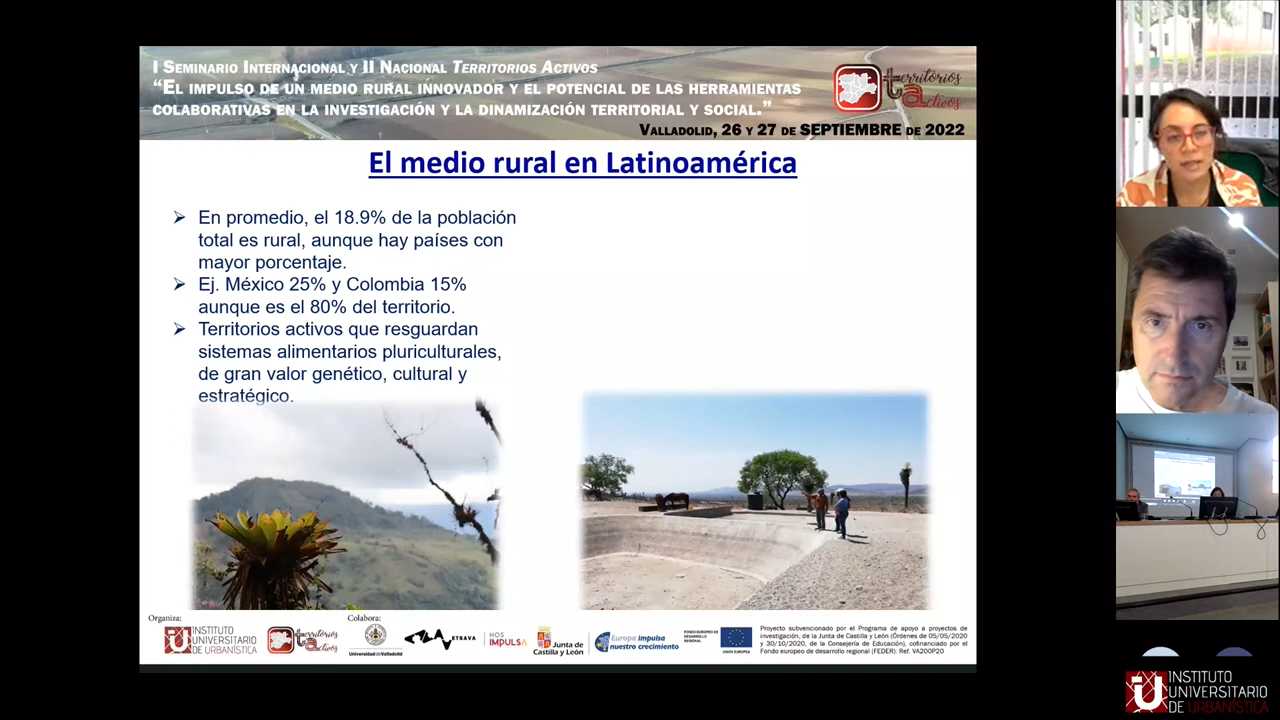 I SEMINARIO INTERNACIONAL Y II NACIONAL TERRITORIOS ACTIVOS
“EL IMPULSO DE UN MEDIO RURAL INNOVADOR Y EL POTENCIAL DE LAS HERRAMIENTAS
COLABORATIVAS EN LA INVESTIGACIÓN Y LA DINAMIZACIÓN TERRITORIAL Y SOCIAL.”
territórios
ta
activos
VALLADOLID, 26 Y 27 DE SEPTIEMBRE DE 2022
El medio rural en Latinoamérica
➢ En promedio, el 18.9% de la población
total es rural, aunque hay países con
mayor porcentaje.
➢ Ej. México 25% y Colombia 15%
aunque es el 80% del territorio.
➢ Territorios activos que resguardan
sistemas alimentarios pluriculturales,
de gran valor genético, cultural y
estratégico.
Organiza:
INSTITUTO
UNIVERSITARIO
DE URBANÍSTICA
territórios
ta
activos
Colabora:
Universidad de Valladolid
ETSAVA
NOS
IMPULSA
Junta de
Castilla y León
Europa impulsa
nuestro crecimiento
FONDO EUROPEO DE
DESARROLLO
REGIONAL
UNIÓN EUROPEA
Proyecto subvencionado por el Programa de apoyo a proyectos de
investigación, de la Junta de Castilla y León (Órdenes de 05/05/2020
y 30/10/2020, de la Consejería de Educación), cofinanciado por el
Fondo europeo de desarrollo regional (FEDER): Ref. VA200P20
INSTITUTO
UNIVERSITARIO
DE URBANÍSTICA